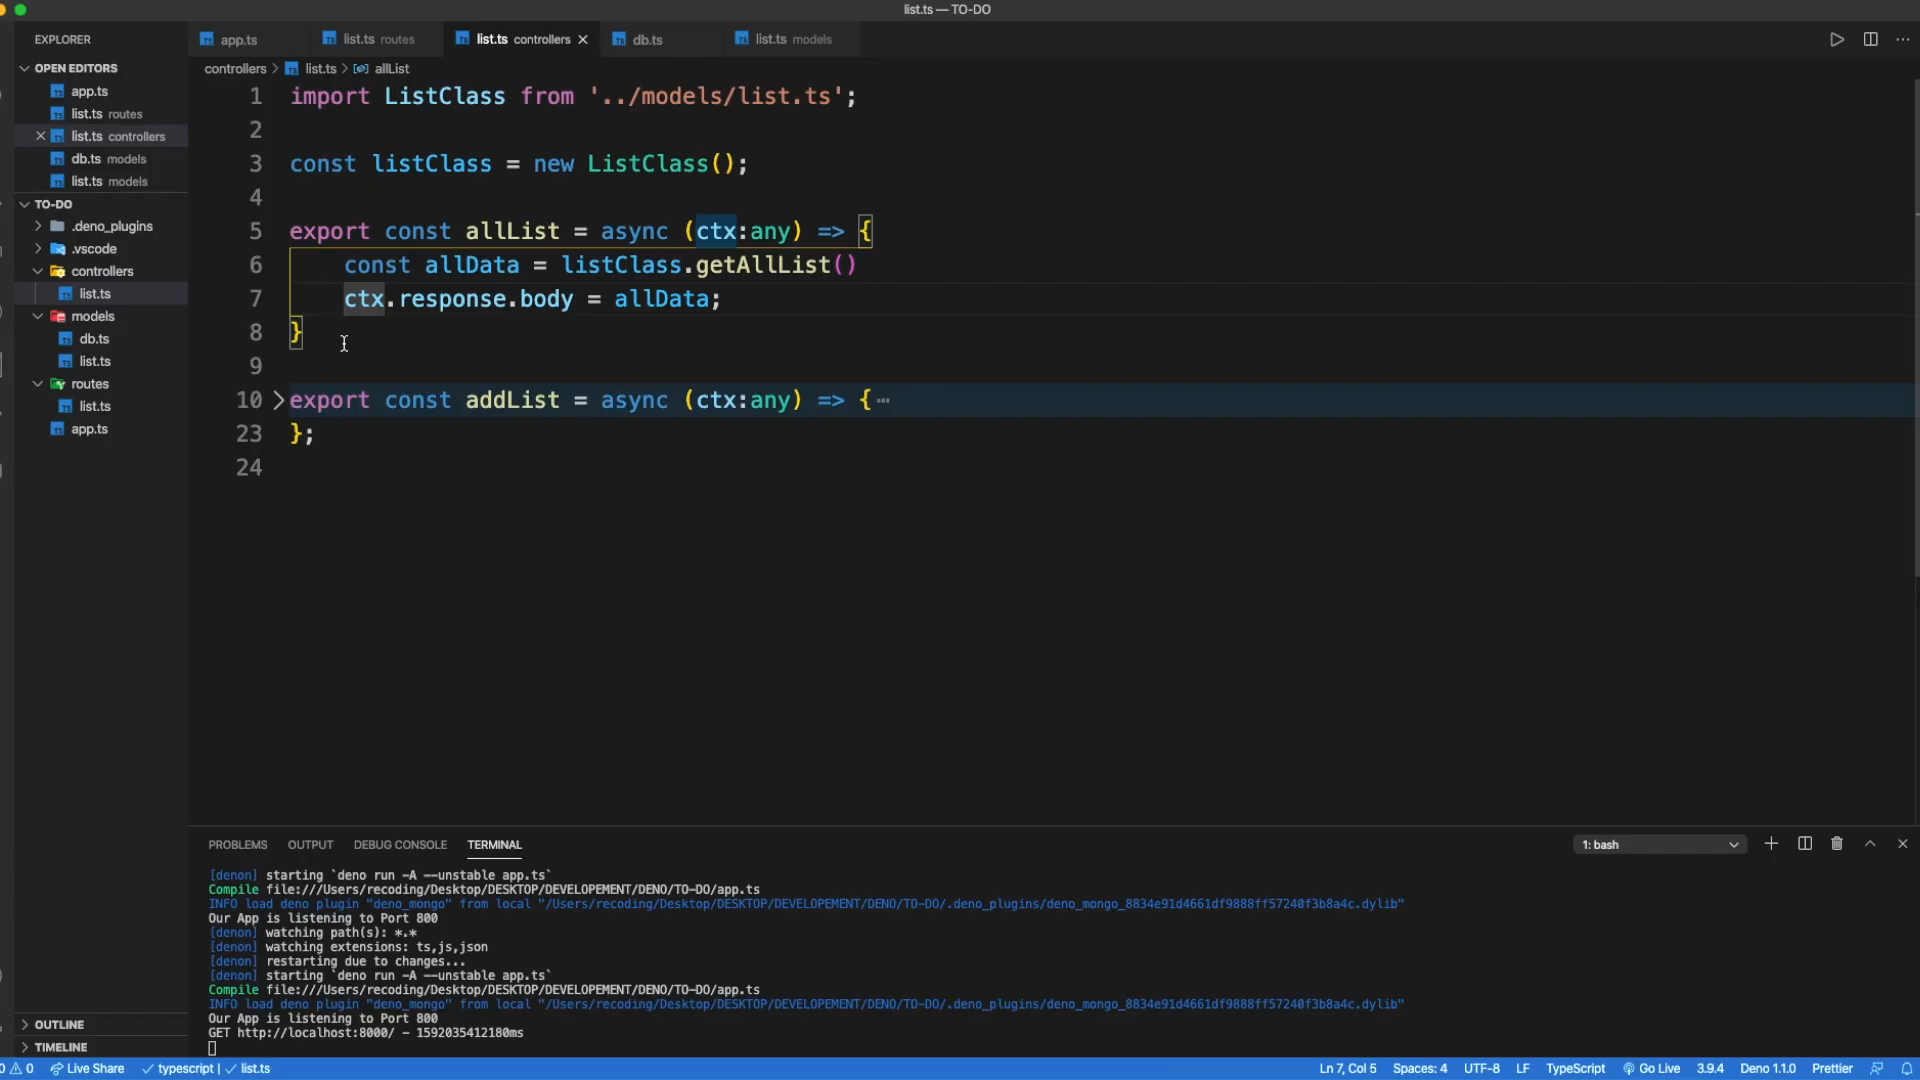 list.ts — TO-DO
EXPLORER
OPEN EDITORS
app.ts
list.ts routes
list.ts controllers
db.ts models
list.ts models
TO-DO
.deno_plugins
.vscode
controllers
list.ts
models
db.ts
list.ts
routes
list.ts
app.ts
OUTLINE
TIMELINE
app.ts
list.ts routes
list.ts controllers
db.ts
list.ts models
controllers > list.ts > allList
1 import ListClass from '../models/list.ts';
2
3 const listClass = new ListClass();
4
5 export const allList = async (ctx:any) => {
6 const allData = listClass.getAllList()
7 ctx.response.body = allData;
8 }
9
10 export const addList = async (ctx:any) => {
23 };
24
PROBLEMS OUTPUT DEBUG CONSOLE TERMINAL 1: bash
[denon] starting `deno run -A --unstable app.ts`
Compile file:///Users/recoding/Desktop/DESKTOP/DEVELOPEMENT/DENO/TO-DO/app.ts
INFO load deno plugin "deno_mongo" from local "/Users/recoding/Desktop/DESKTOP/DEVELOPEMENT/DENO/TO-DO/.deno_plugins/deno_mongo_8834e91d4661df9888ff57240f3b8a4c.dylib"
Our App is listening to Port 800
[denon] watching path(s): *.*
[denon] watching extensions: ts,js,json
[denon] restarting due to changes...
[denon] starting `deno run -A --unstable app.ts`
Compile file:///Users/recoding/Desktop/DESKTOP/DEVELOPEMENT/DENO/TO-DO/app.ts
INFO load deno plugin "deno_mongo" from local "/Users/recoding/Desktop/DESKTOP/DEVELOPEMENT/DENO/TO-DO/.deno_plugins/deno_mongo_8834e91d4661df9888ff57240f3b8a4c.dylib"
Our App is listening to Port 800
GET http://localhost:8000/ - 1592035412180ms
0 0 Live Share typescript | list.ts Ln 7, Col 5 Spaces: 4 UTF-8 LF TypeScript Go Live 3.9.4 Deno 1.1.0 Prettier